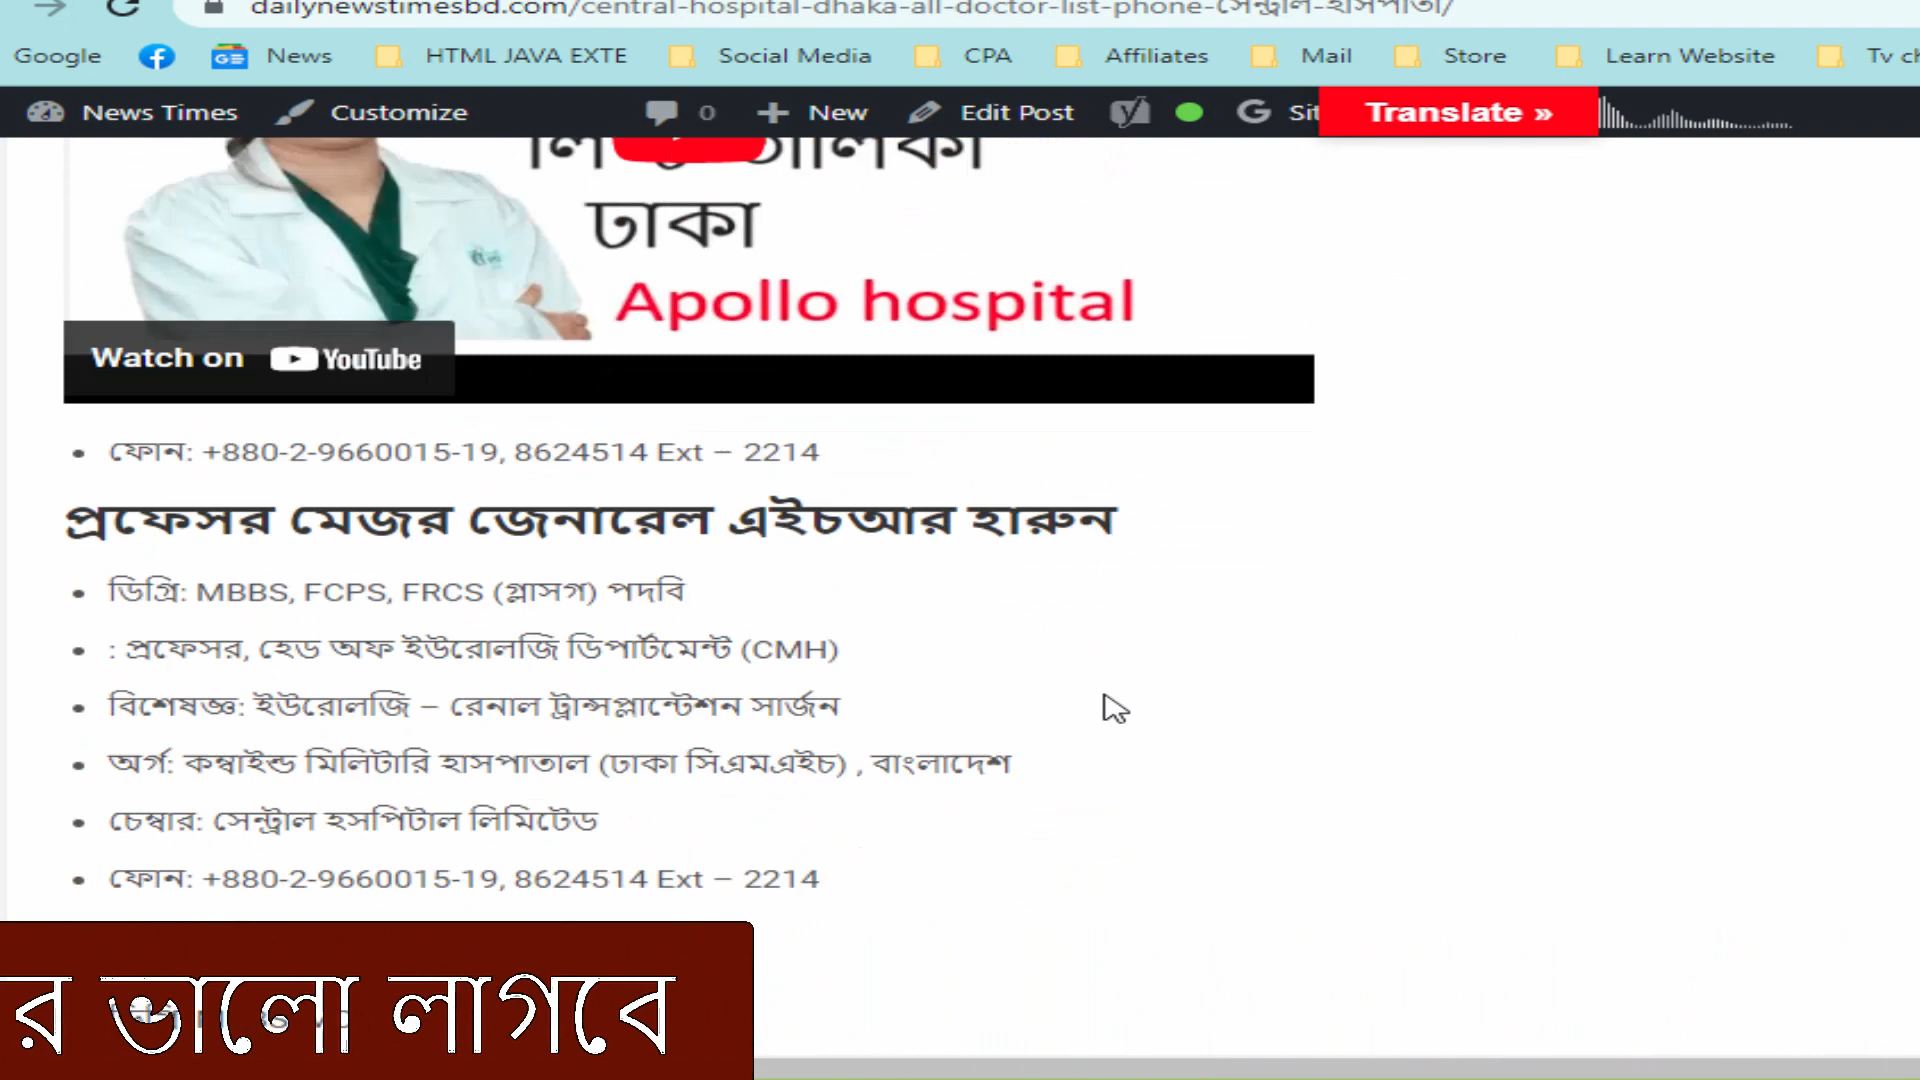 dailynewstimesbd.com/central-hospital-dhaka-all-doctor-list-phone-সেন্ট্রাল-হাসপাতা/
Google News HTML JAVA EXTE Social Media CPA Affiliates Mail Store Learn Website Tv ch
News Times Customize 0 New Edit Post Sit Translate »
ঢাকা
Apollo hospital
Watch on YouTube
ফোন: +880-2-9660015-19, 8624514 Ext – 2214
প্রফেসর মেজর জেনারেল এইচআর হারুন
ডিগ্রি: MBBS, FCPS, FRCS (গ্লাসগ) পদবি
: প্রফেসর, হেড অফ ইউরোলজি ডিপার্টমেন্ট (CMH)
বিশেষজ্ঞ: ইউরোলজি – রেনাল ট্রান্সপ্লান্টেশন সার্জন
অর্গ: কম্বাইন্ড মিলিটারি হাসপাতাল (ঢাকা সিএমএইচ) , বাংলাদেশ
চেম্বার: সেন্ট্রাল হসপিটাল লিমিটেড
ফোন: +880-2-9660015-19, 8624514 Ext – 2214
র ভালো লাগবে